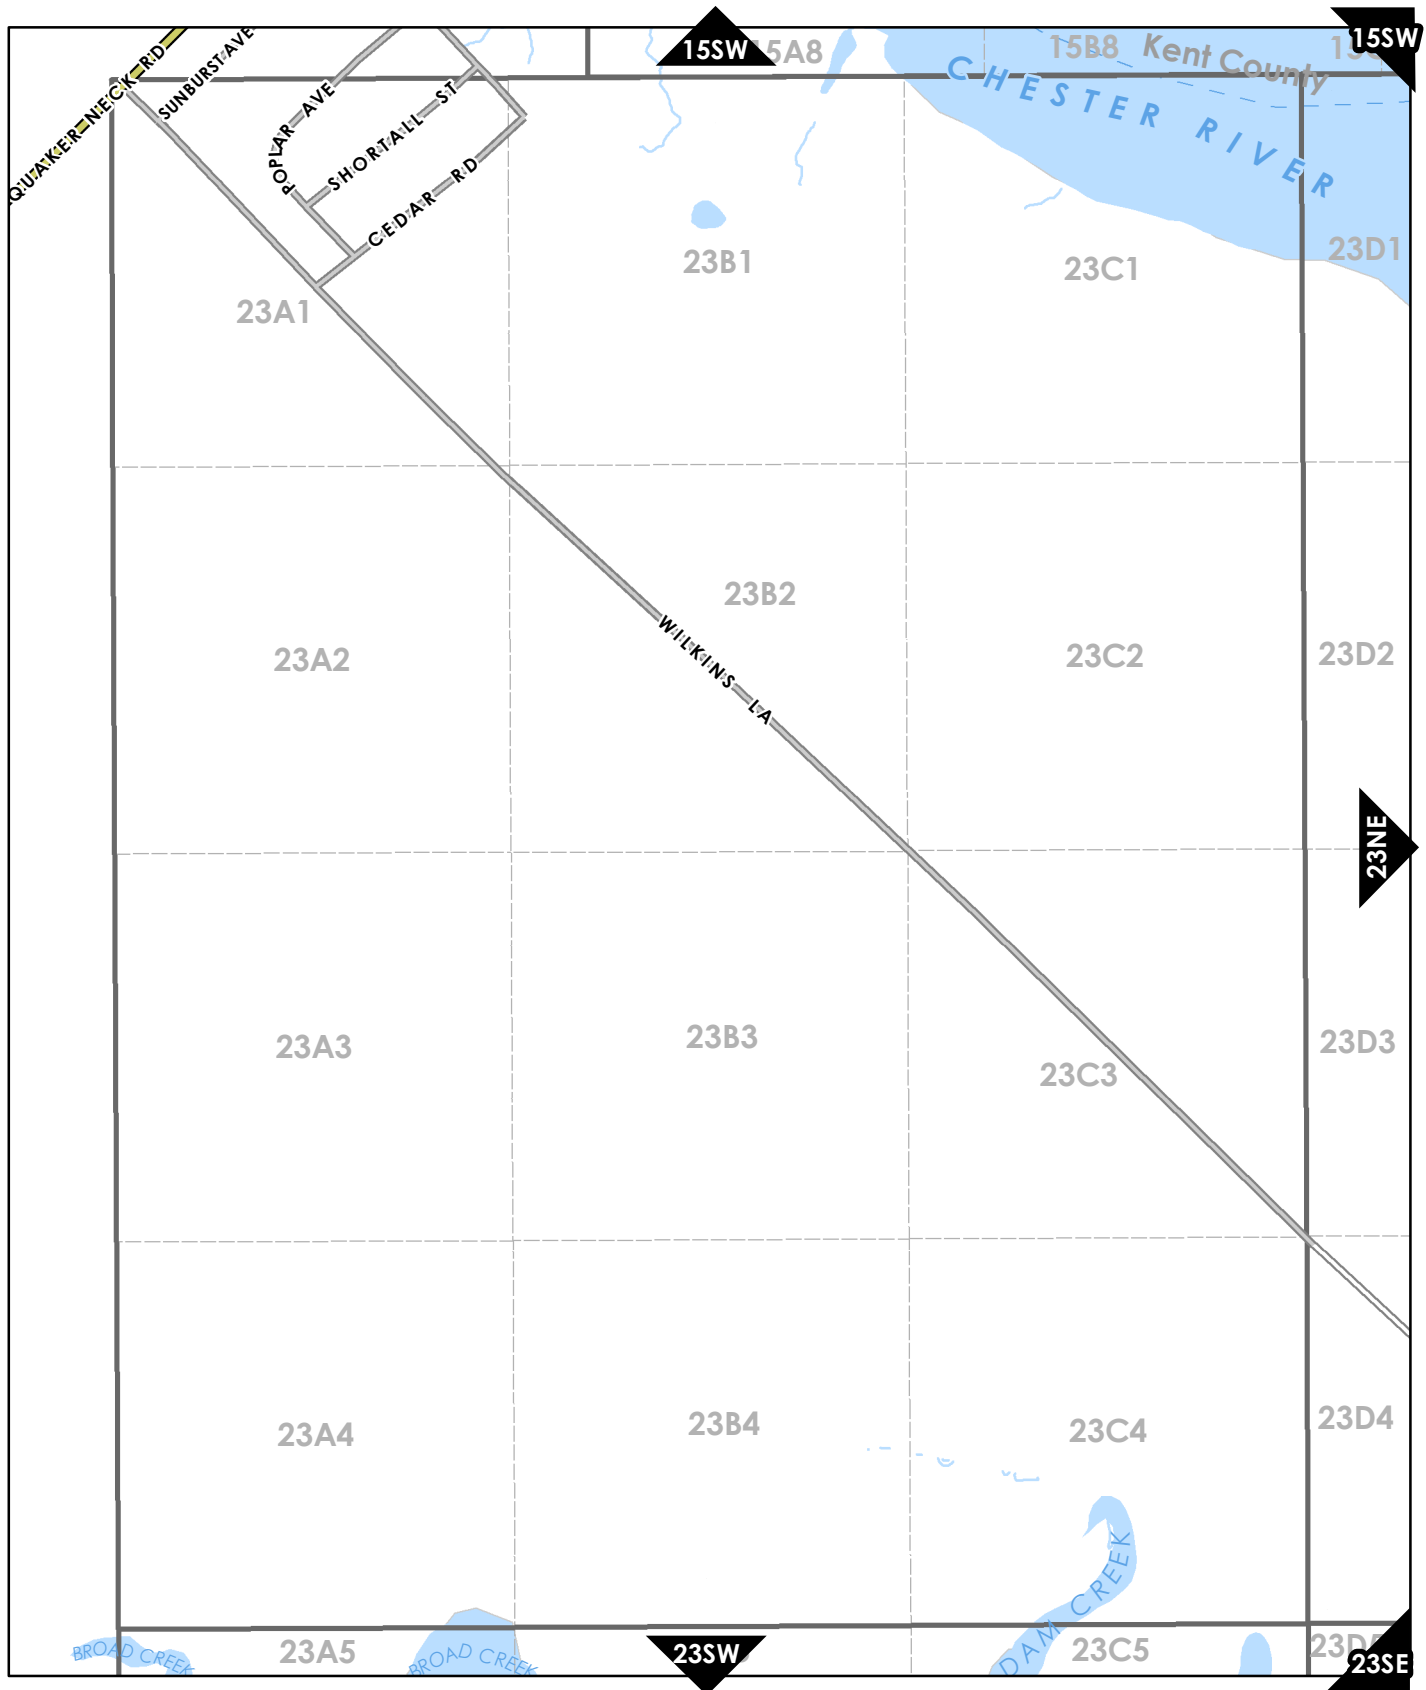 15SW
15A8
15B8
Kent County
15SW
QUAKER NECK RD
SUNBURST AVE
POPLAR AVE
SHORTALL ST
CEDAR RD
CHESTER RIVER
23A1
23B1
23C1
23D1
23A2
23B2
23C2
23D2
WILKINS LA
23NE
23A3
23B3
23C3
23D3
23A4
23B4
23C4
23D4
BROAD CREEK
23A5
BROAD CREEK
23SW
DAM CREEK
23C5
23D5
23SE